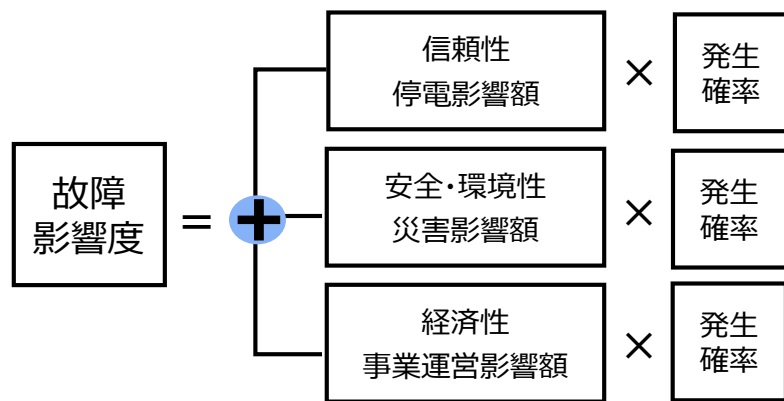 信頼性
停電影響額
×
発生
確率
故障
影響度
=
+
安全・環境性
災害影響額
×
発生
確率
経済性
事業運営影響額
×
発生
確率